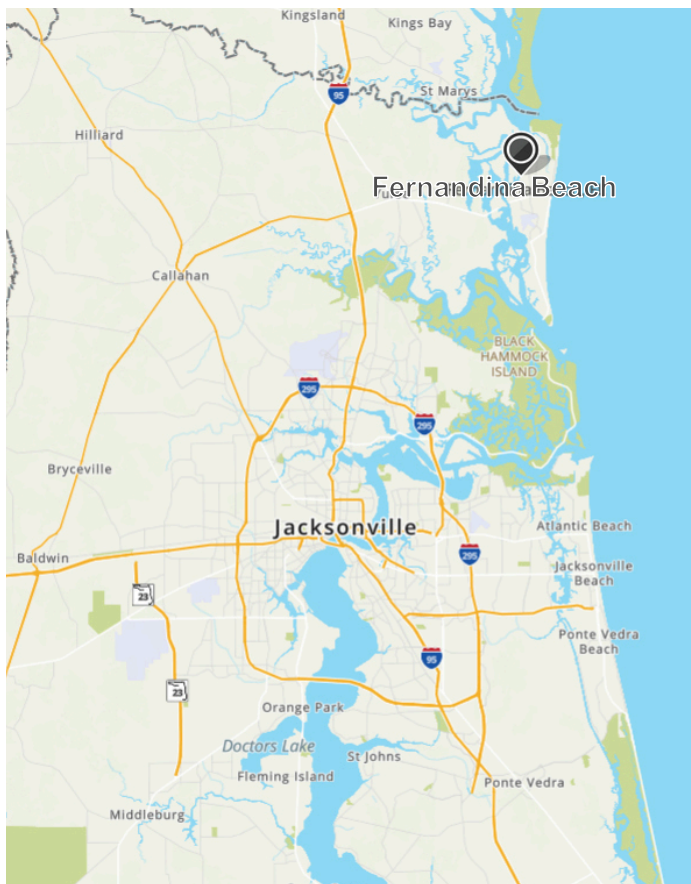 Kingsland
Kings Bay
95
St Marys
Hilliard
Fernandina Beach
Callahan
BLACK
HAMMOCK
ISLAND
295
295
Bryceville
Jacksonville
Atlantic Beach
295
Baldwin
Jacksonville
Beach
23
Ponte Vedra
Beach
95
23
Orange Park
Doctors Lake
St Johns
Fleming Island
Ponte Vedra
Middleburg